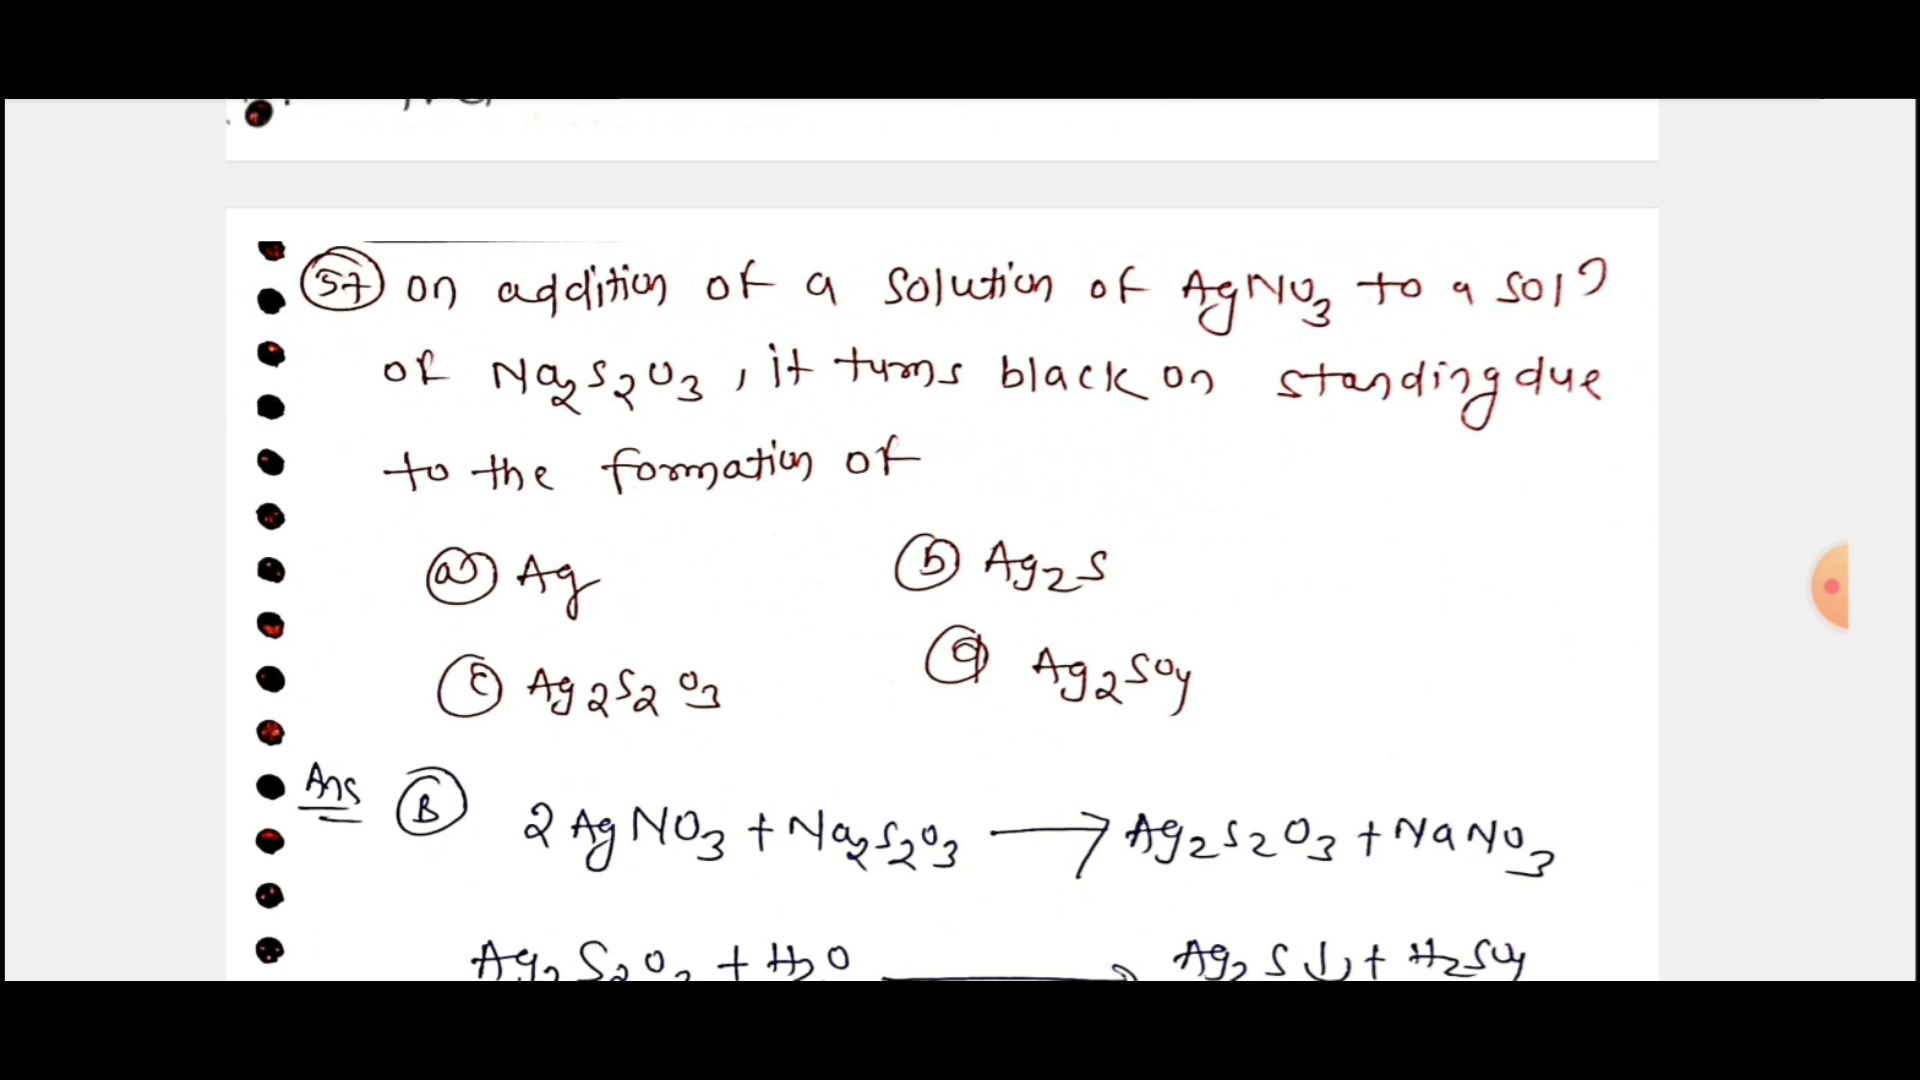 57 on addition of a solution of AgNO3 to a sol?
of Na2S2O3, it turns black on standing due
to the formation of
a Ag b Ag2S
c Ag2S2O3 d Ag2SO4
Ans B 2AgNO3 + Na2S2O3 → Ag2S2O3 + NaNO3
Ag2S2O3 + H2O → Ag2S↓ + H2SO4